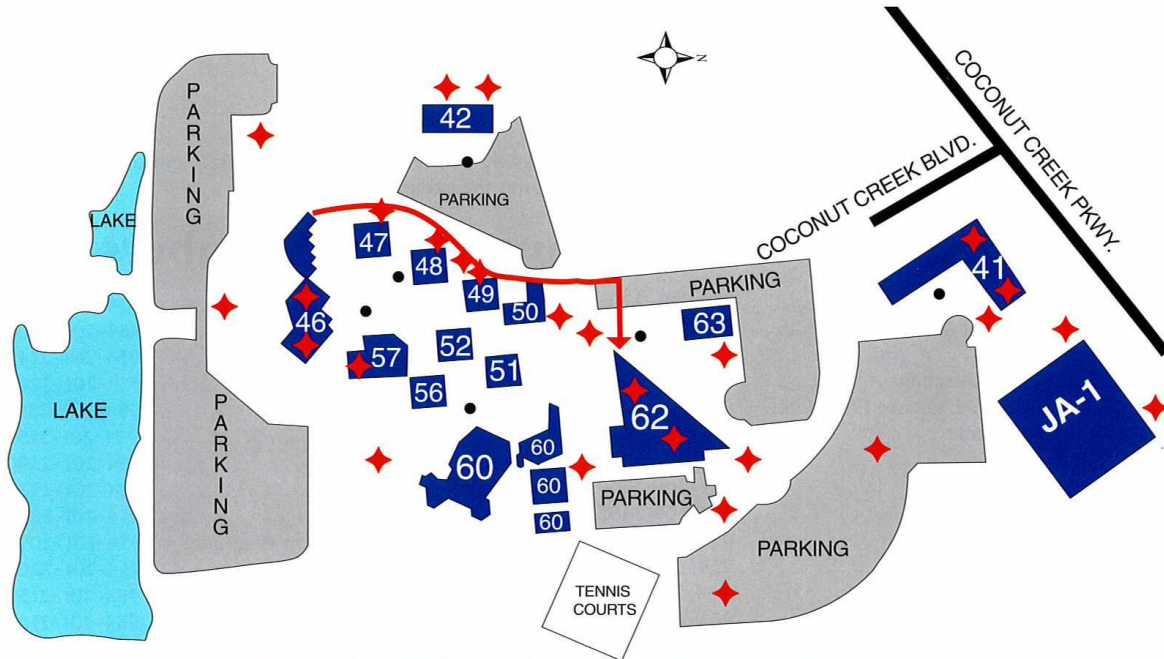 N
COCONUT CREEK PKWY.
COCONUT CREEK BLVD.
PARKING
42
PARKING
LAKE
47
48
49
50
PARKING
63
41
46
57
52
51
56
62
JA-1
LAKE
PARKING
60
60
60
60
PARKING
PARKING
TENNIS
COURTS